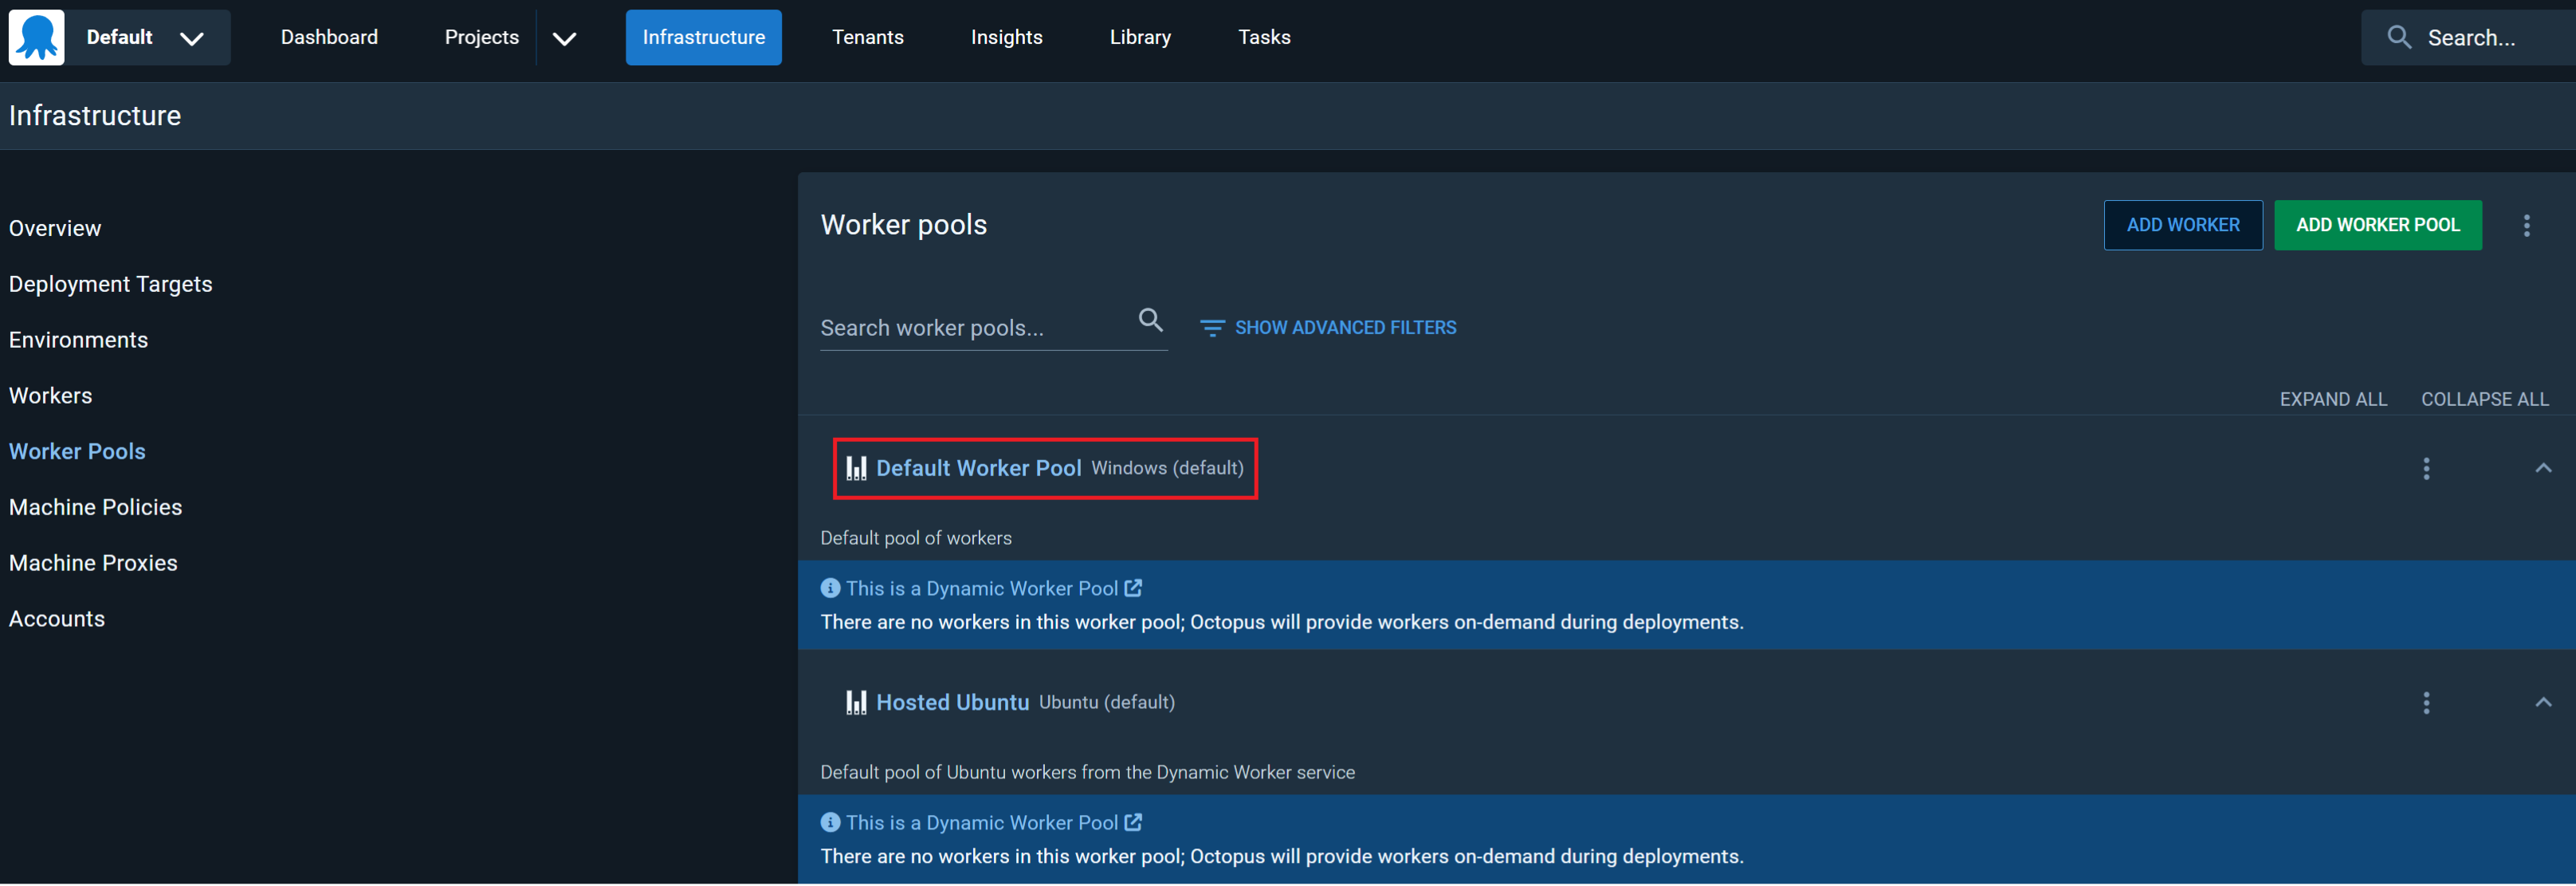 Default Dashboard Projects Infrastructure Tenants Insights Library Tasks Search...
Infrastructure
Overview
Deployment Targets
Environments
Workers
Worker Pools
Machine Policies
Machine Proxies
Accounts
Worker pools ADD WORKER ADD WORKER POOL
Search worker pools... SHOW ADVANCED FILTERS
EXPAND ALL COLLAPSE ALL
Default Worker Pool Windows (default)
Default pool of workers
This is a Dynamic Worker Pool
There are no workers in this worker pool; Octopus will provide workers on-demand during deployments.
Hosted Ubuntu Ubuntu (default)
Default pool of Ubuntu workers from the Dynamic Worker service
This is a Dynamic Worker Pool
There are no workers in this worker pool; Octopus will provide workers on-demand during deployments.